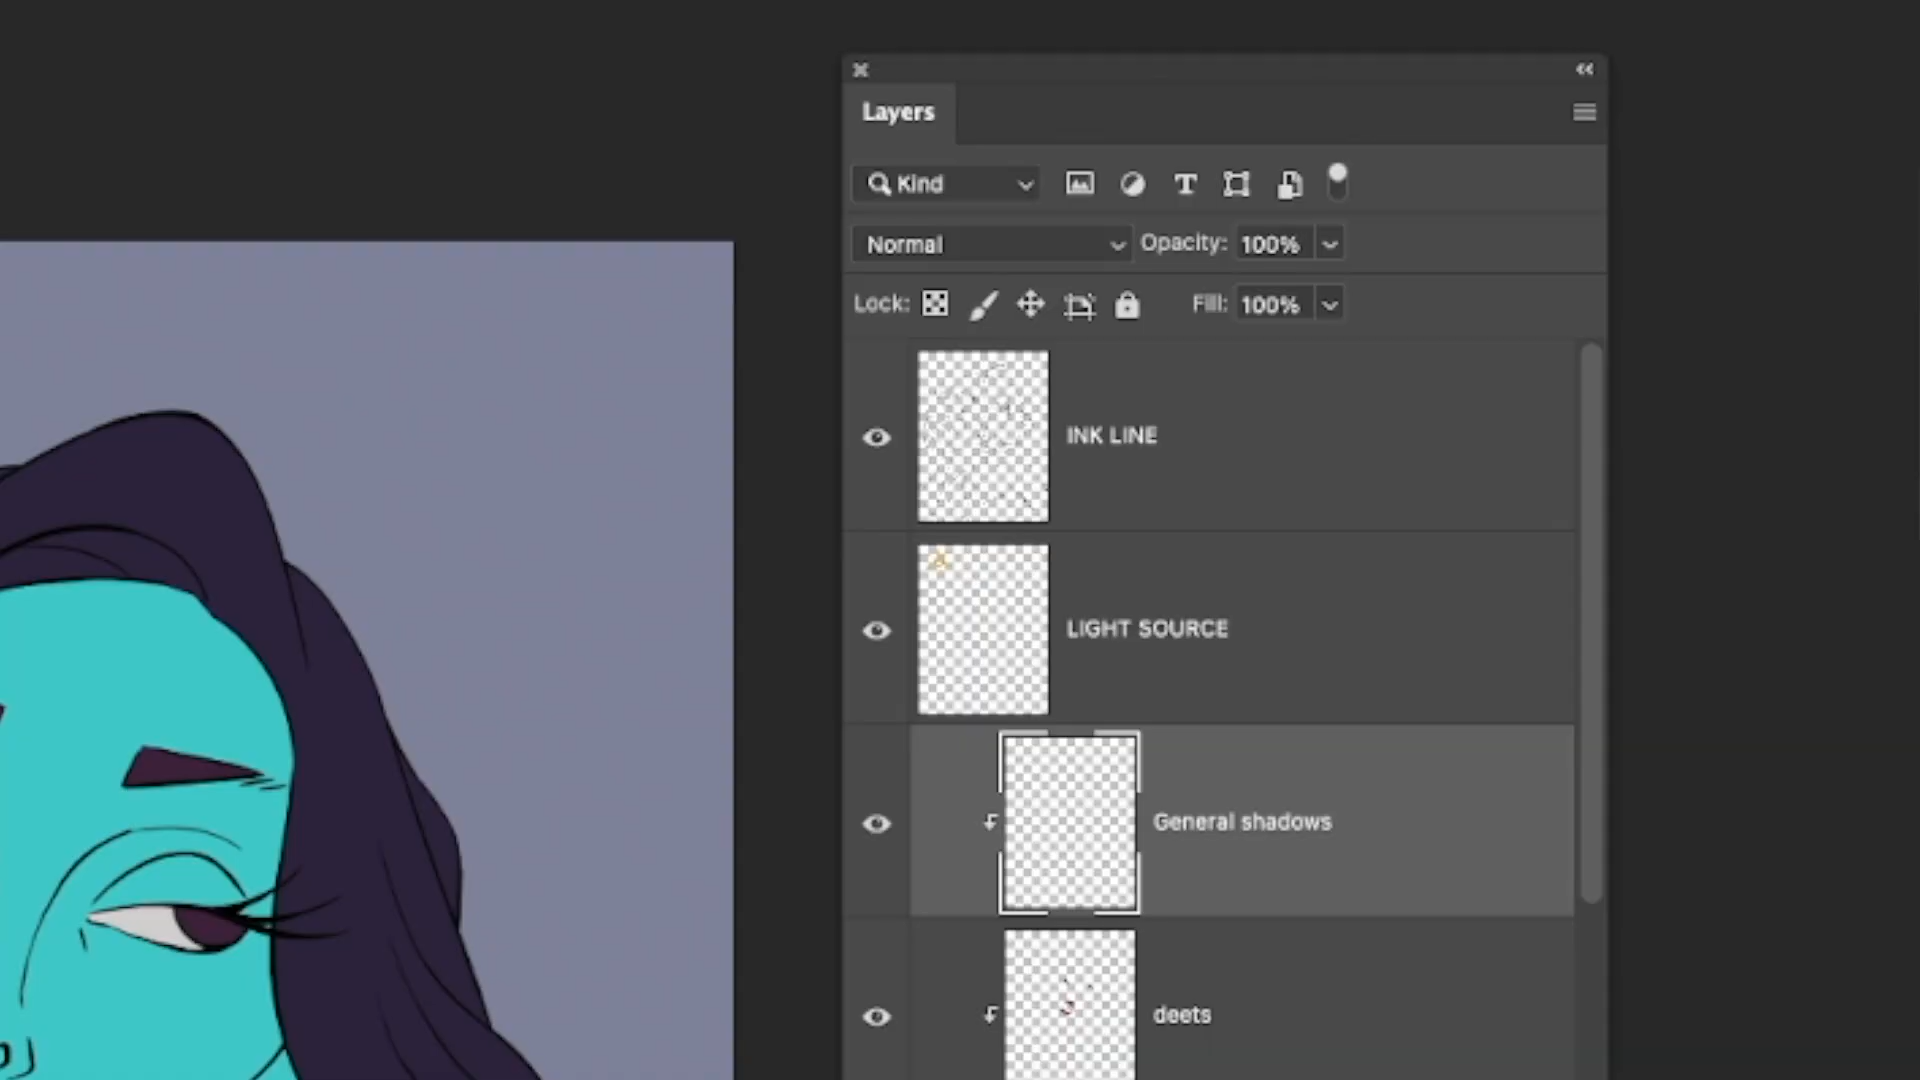 Layers
Kind
Normal Opacity: 100%
Lock: Fill: 100%
INK LINE
LIGHT SOURCE
General shadows
deets